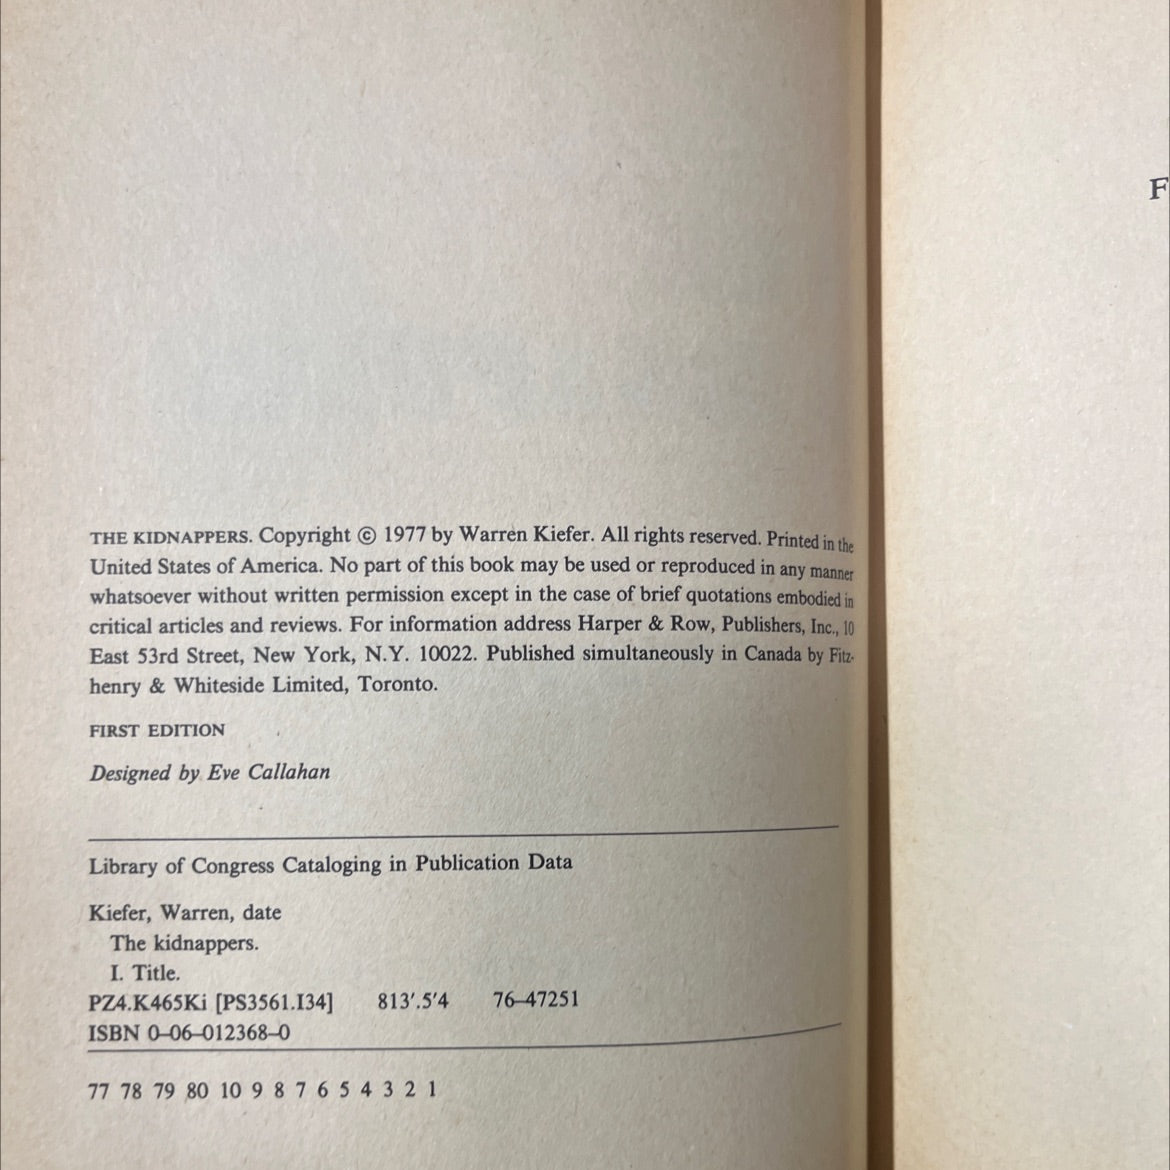 THE KIDNAPPERS. Copyright © 1977 by Warren Kiefer. All rights reserved. Printed in the
United States of America. No part of this book may be used or reproduced in any manner
whatsoever without written permission except in the case of brief quotations embodied in
critical articles and reviews. For information address Harper & Row, Publishers, Inc., 10
East 53rd Street, New York, N.Y. 10022. Published simultaneously in Canada by Fitz-
henry & Whiteside Limited, Toronto.
FIRST EDITION
Designed by Eve Callahan
Library of Congress Cataloging in Publication Data
Kiefer, Warren, date
The kidnappers.
I. Title.
PZ4.K465Ki [PS3561.I34] 813'.5'4 76–47251
ISBN 0–06–012368–0
77 78 79 80 10 9 8 7 6 5 4 3 2 1
F